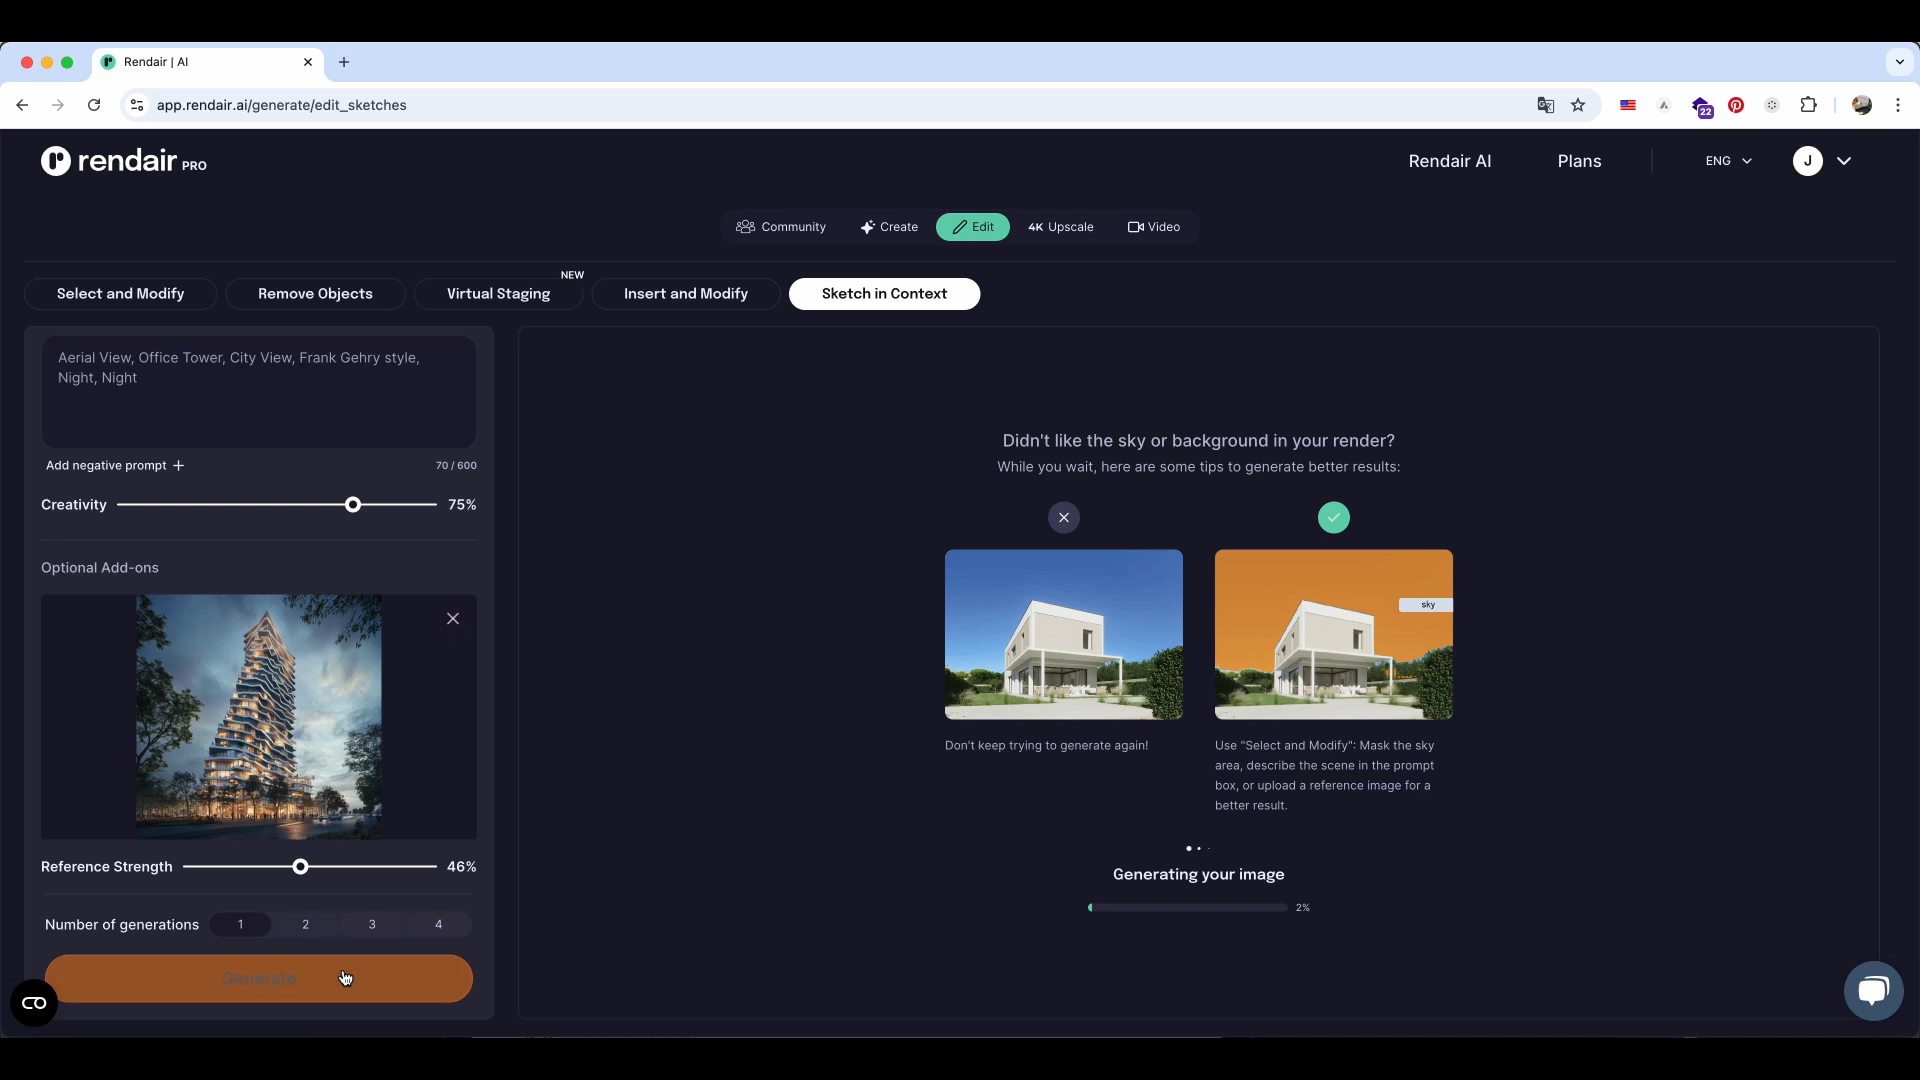 Rendair | AI
app.rendair.ai/generate/edit_sketches
22
rendair PRO
Rendair AI
Plans
ENG
J
Community
Create
Edit
4K Upscale
Video
Select and Modify
Remove Objects
Virtual Staging
NEW
Insert and Modify
Sketch in Context
Aerial View, Office Tower, City View, Frank Gehry style,
Night, Night
Add negative prompt +
70 / 600
Creativity
75%
Optional Add-ons
Reference Strength
46%
Number of generations
1
2
3
4
Generate
Didn't like the sky or background in your render?
While you wait, here are some tips to generate better results:
sky
Don't keep trying to generate again!
Use "Select and Modify": Mask the sky
area, describe the scene in the prompt
box, or upload a reference image for a
better result.
Generating your image
2%